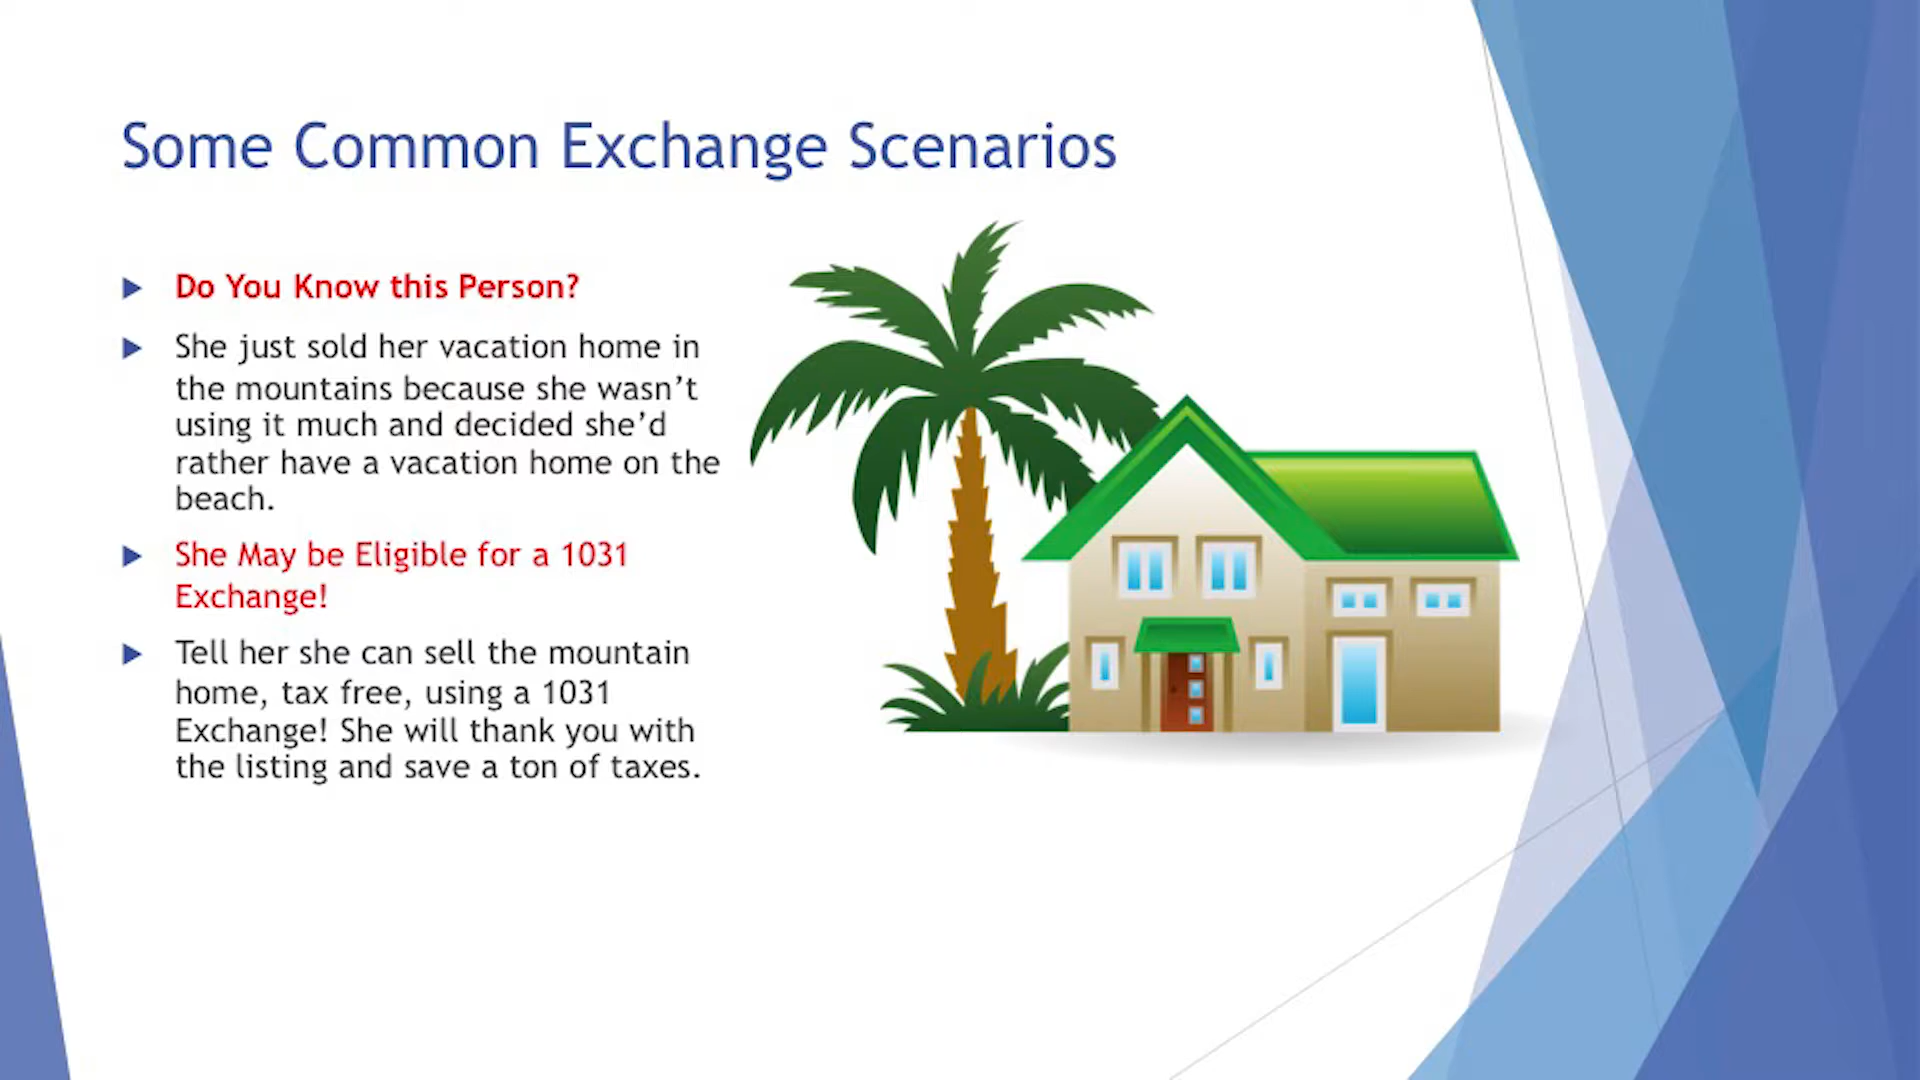 Some Common Exchange Scenarios
Do You Know this Person?
She just sold her vacation home in
the mountains because she wasn’t
using it much and decided she’d
rather have a vacation home on the
beach.
She May be Eligible for a 1031
Exchange!
Tell her she can sell the mountain
home, tax free, using a 1031
Exchange! She will thank you with
the listing and save a ton of taxes.